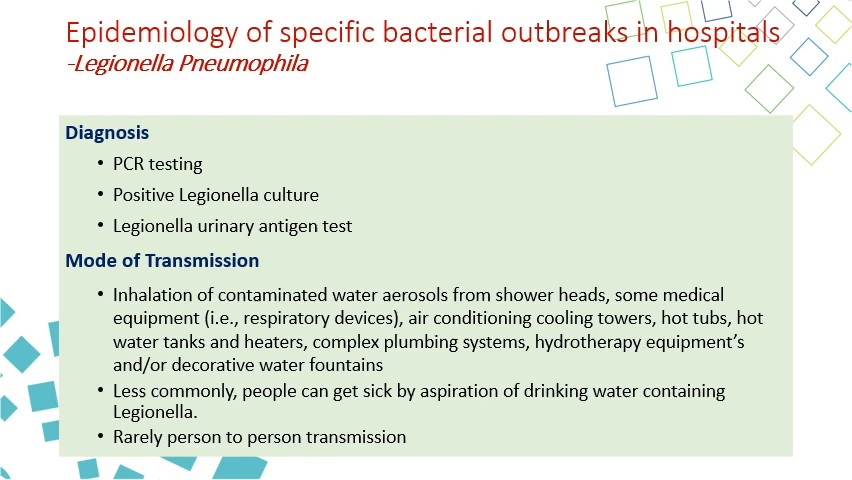 Epidemiology of specific bacterial outbreaks in hospitals
-Legionella Pneumophila
Diagnosis
• PCR testing
• Positive Legionella culture
• Legionella urinary antigen test
Mode of Transmission
• Inhalation of contaminated water aerosols from shower heads, some medical
equipment (i.e., respiratory devices), air conditioning cooling towers, hot tubs, hot
water tanks and heaters, complex plumbing systems, hydrotherapy equipment’s
and/or decorative water fountains
• Less commonly, people can get sick by aspiration of drinking water containing
Legionella.
• Rarely person to person transmission